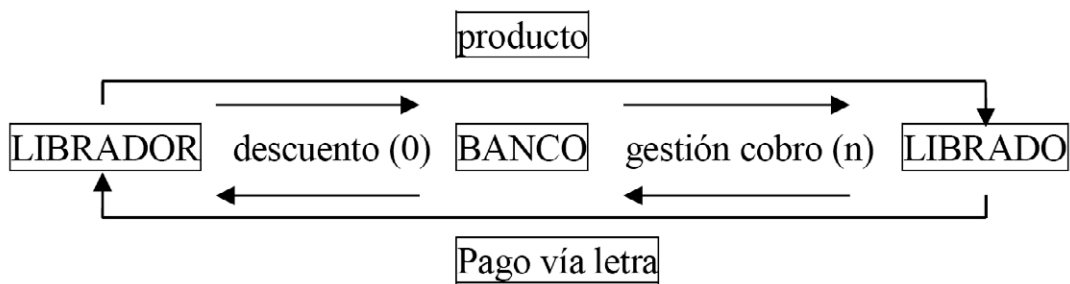 producto
LIBRADOR descuento (0) BANCO gestión cobro (n) LIBRADO
Pago vía letra